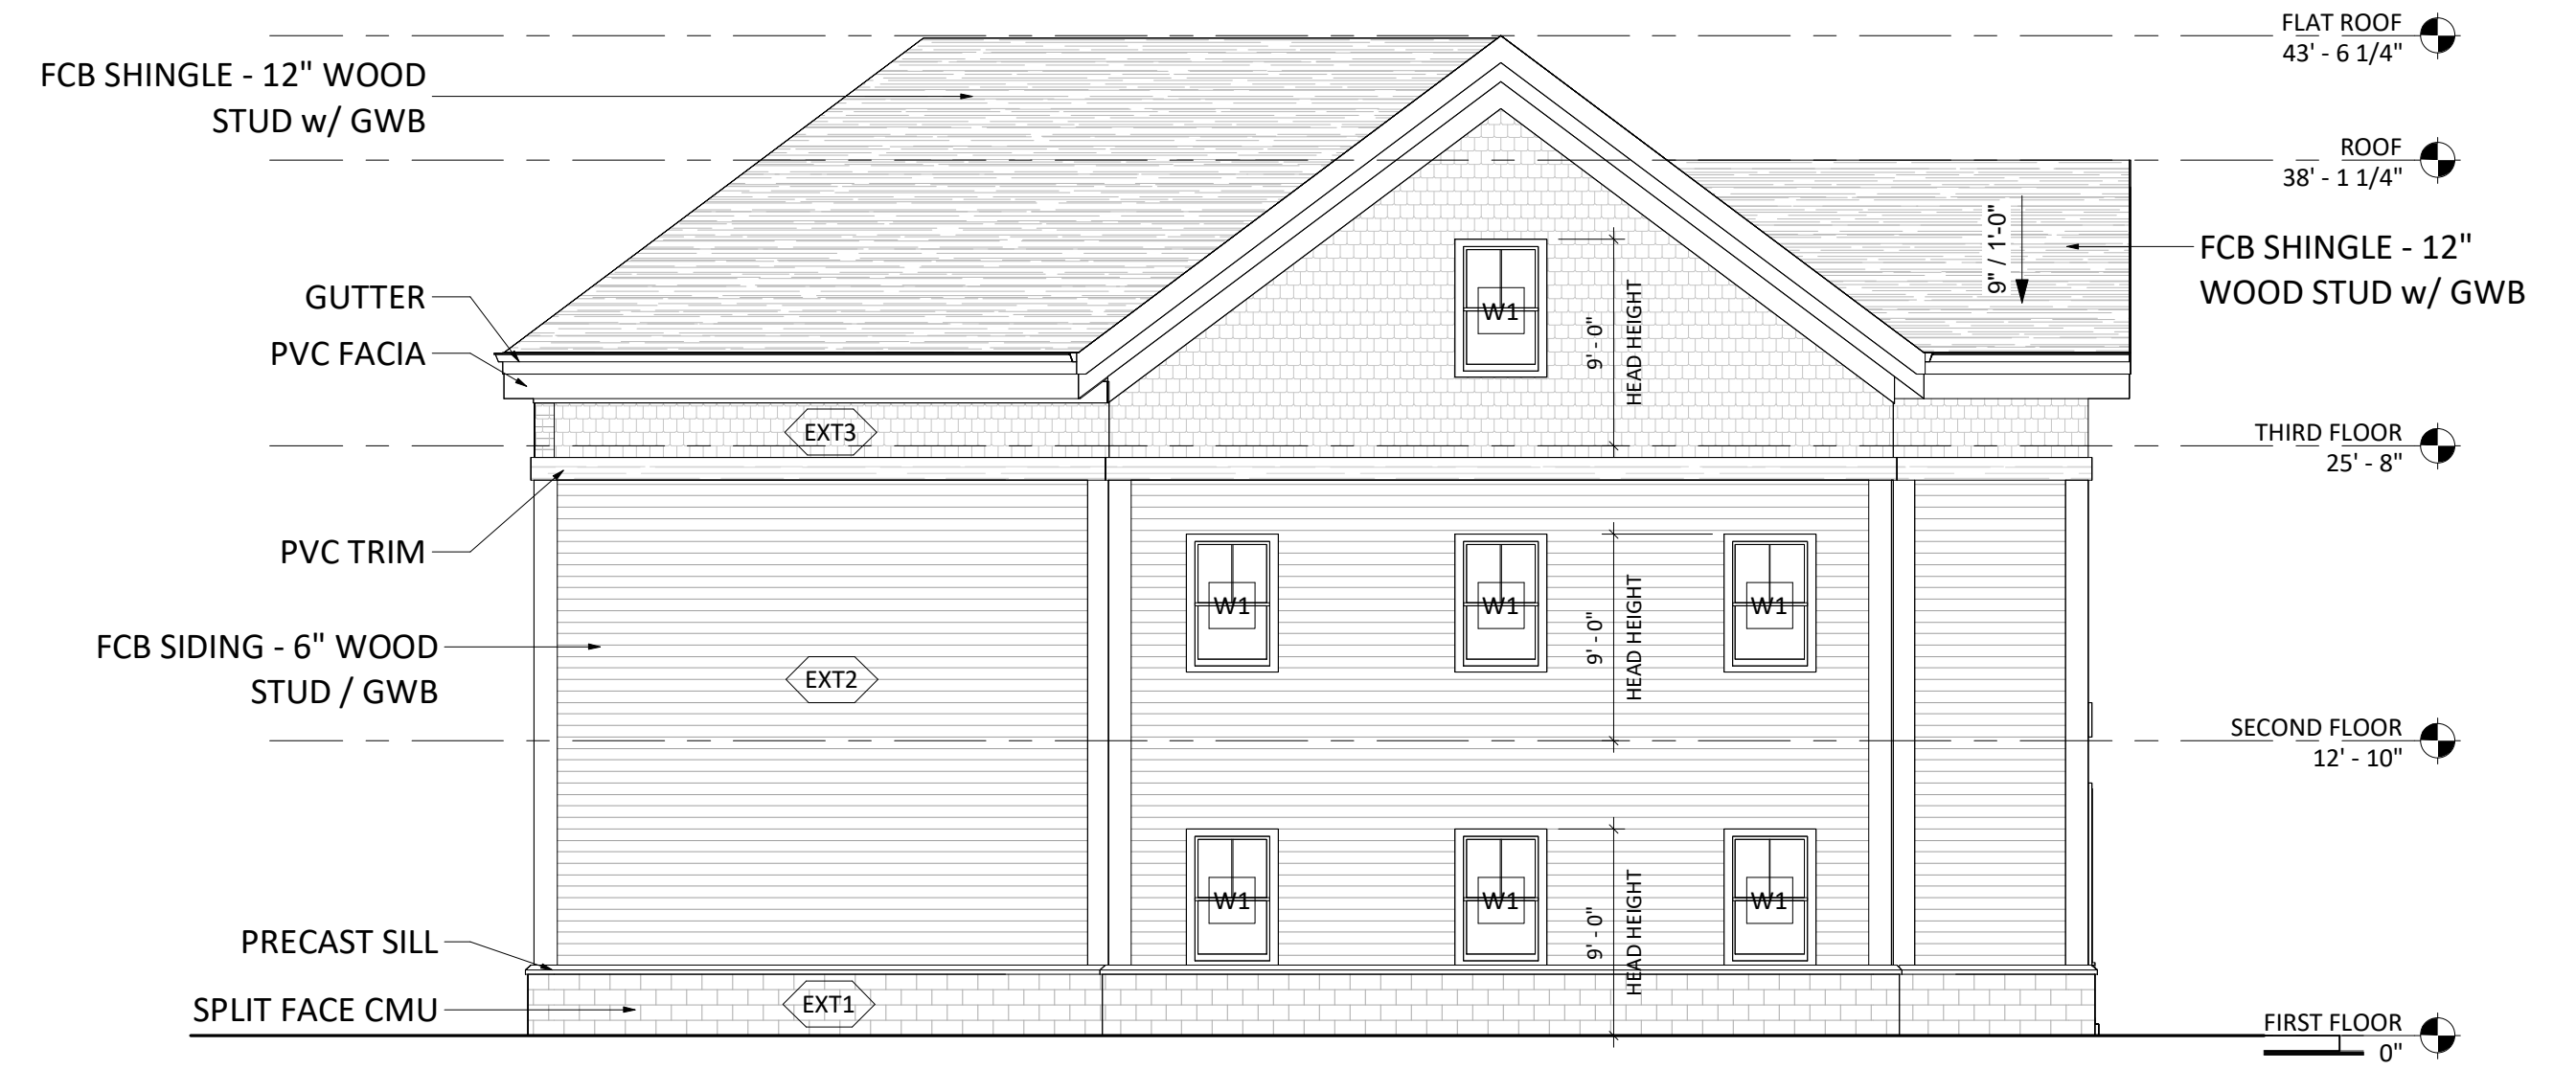 FLAT ROOF
43' - 6 1/4"
FCB SHINGLE - 12" WOOD
STUD w/ GWB
ROOF
38' - 1 1/4"
9" / 1'-0"
FCB SHINGLE - 12"
WOOD STUD w/ GWB
GUTTER
PVC FACIA
W1
9' - 0"
HEAD HEIGHT
EXT3
THIRD FLOOR
25' - 8"
PVC TRIM
W1
W1
W1
9' - 0"
HEAD HEIGHT
FCB SIDING - 6" WOOD
STUD / GWB
EXT2
SECOND FLOOR
12' - 10"
W1
W1
W1
9' - 0"
HEAD HEIGHT
PRECAST SILL
SPLIT FACE CMU
EXT1
FIRST FLOOR
0"